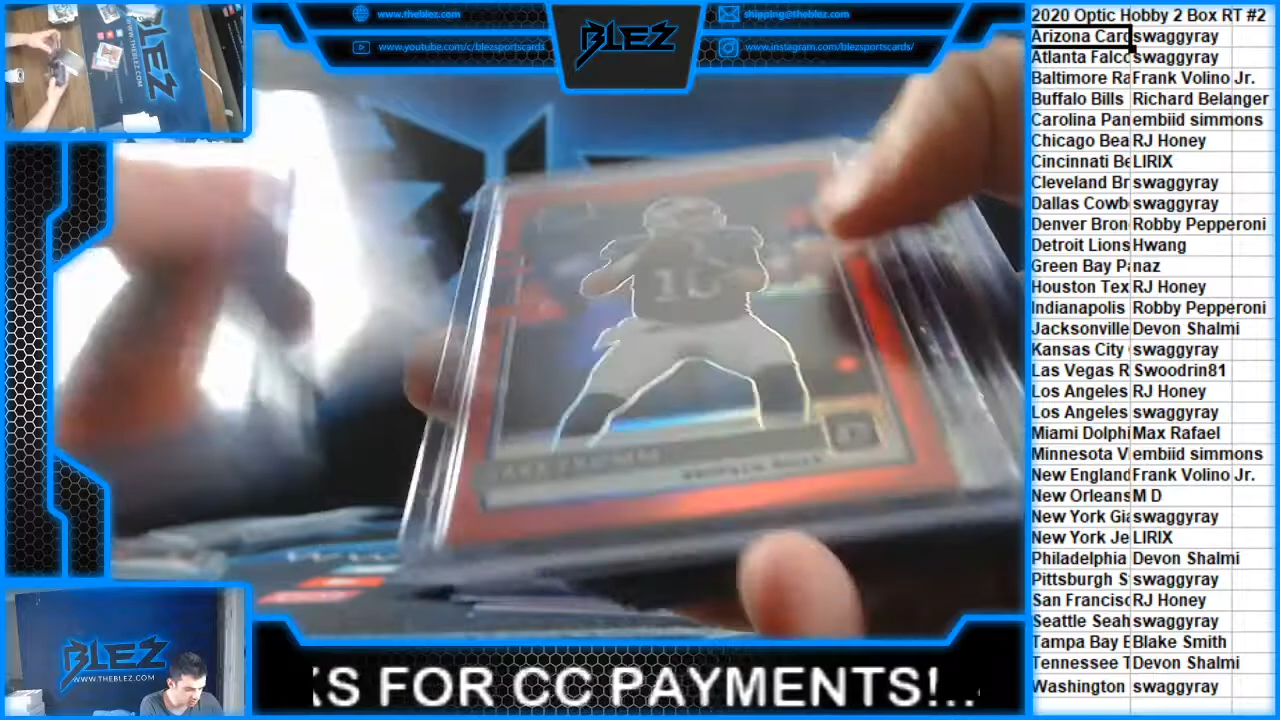 www.theblez.com
www.youtube.com/c/blezsportscards
BLEZ
shipping@theblez.com
www.instagram.com/blezsportscards/
2020 Optic Hobby 2 Box RT #2
Arizona Card swaggyray
Atlanta Falco swaggyray
Baltimore Ra Frank Volino Jr.
Buffalo Bills Richard Belanger
Carolina Pan embiid simmons
Chicago Bea RJ Honey
Cincinnati Be LIRIX
Cleveland Br swaggyray
Dallas Cowb swaggyray
Denver Bron Robby Pepperoni
Detroit Lions Hwang
Green Bay P naz
Houston Tex RJ Honey
Indianapolis Robby Pepperoni
Jacksonville Devon Shalmi
Kansas City swaggyray
Las Vegas R Swoodrin81
Los Angeles RJ Honey
Los Angeles swaggyray
Miami Dolphi Max Rafael
Minnesota V embiid simmons
New England Frank Volino Jr.
New Orleans M D
New York Gia swaggyray
New York Je LIRIX
Philadelphia Devon Shalmi
Pittsburgh S swaggyray
San Francisc RJ Honey
Seattle Seah swaggyray
Tampa Bay B Blake Smith
Tennessee T Devon Shalmi
Washington swaggyray
BLEZ
WWW.THEBLEZ.COM
10
BLEZ
WWW.THEBLEZ.COM
KS FOR CC PAYMENTS!...